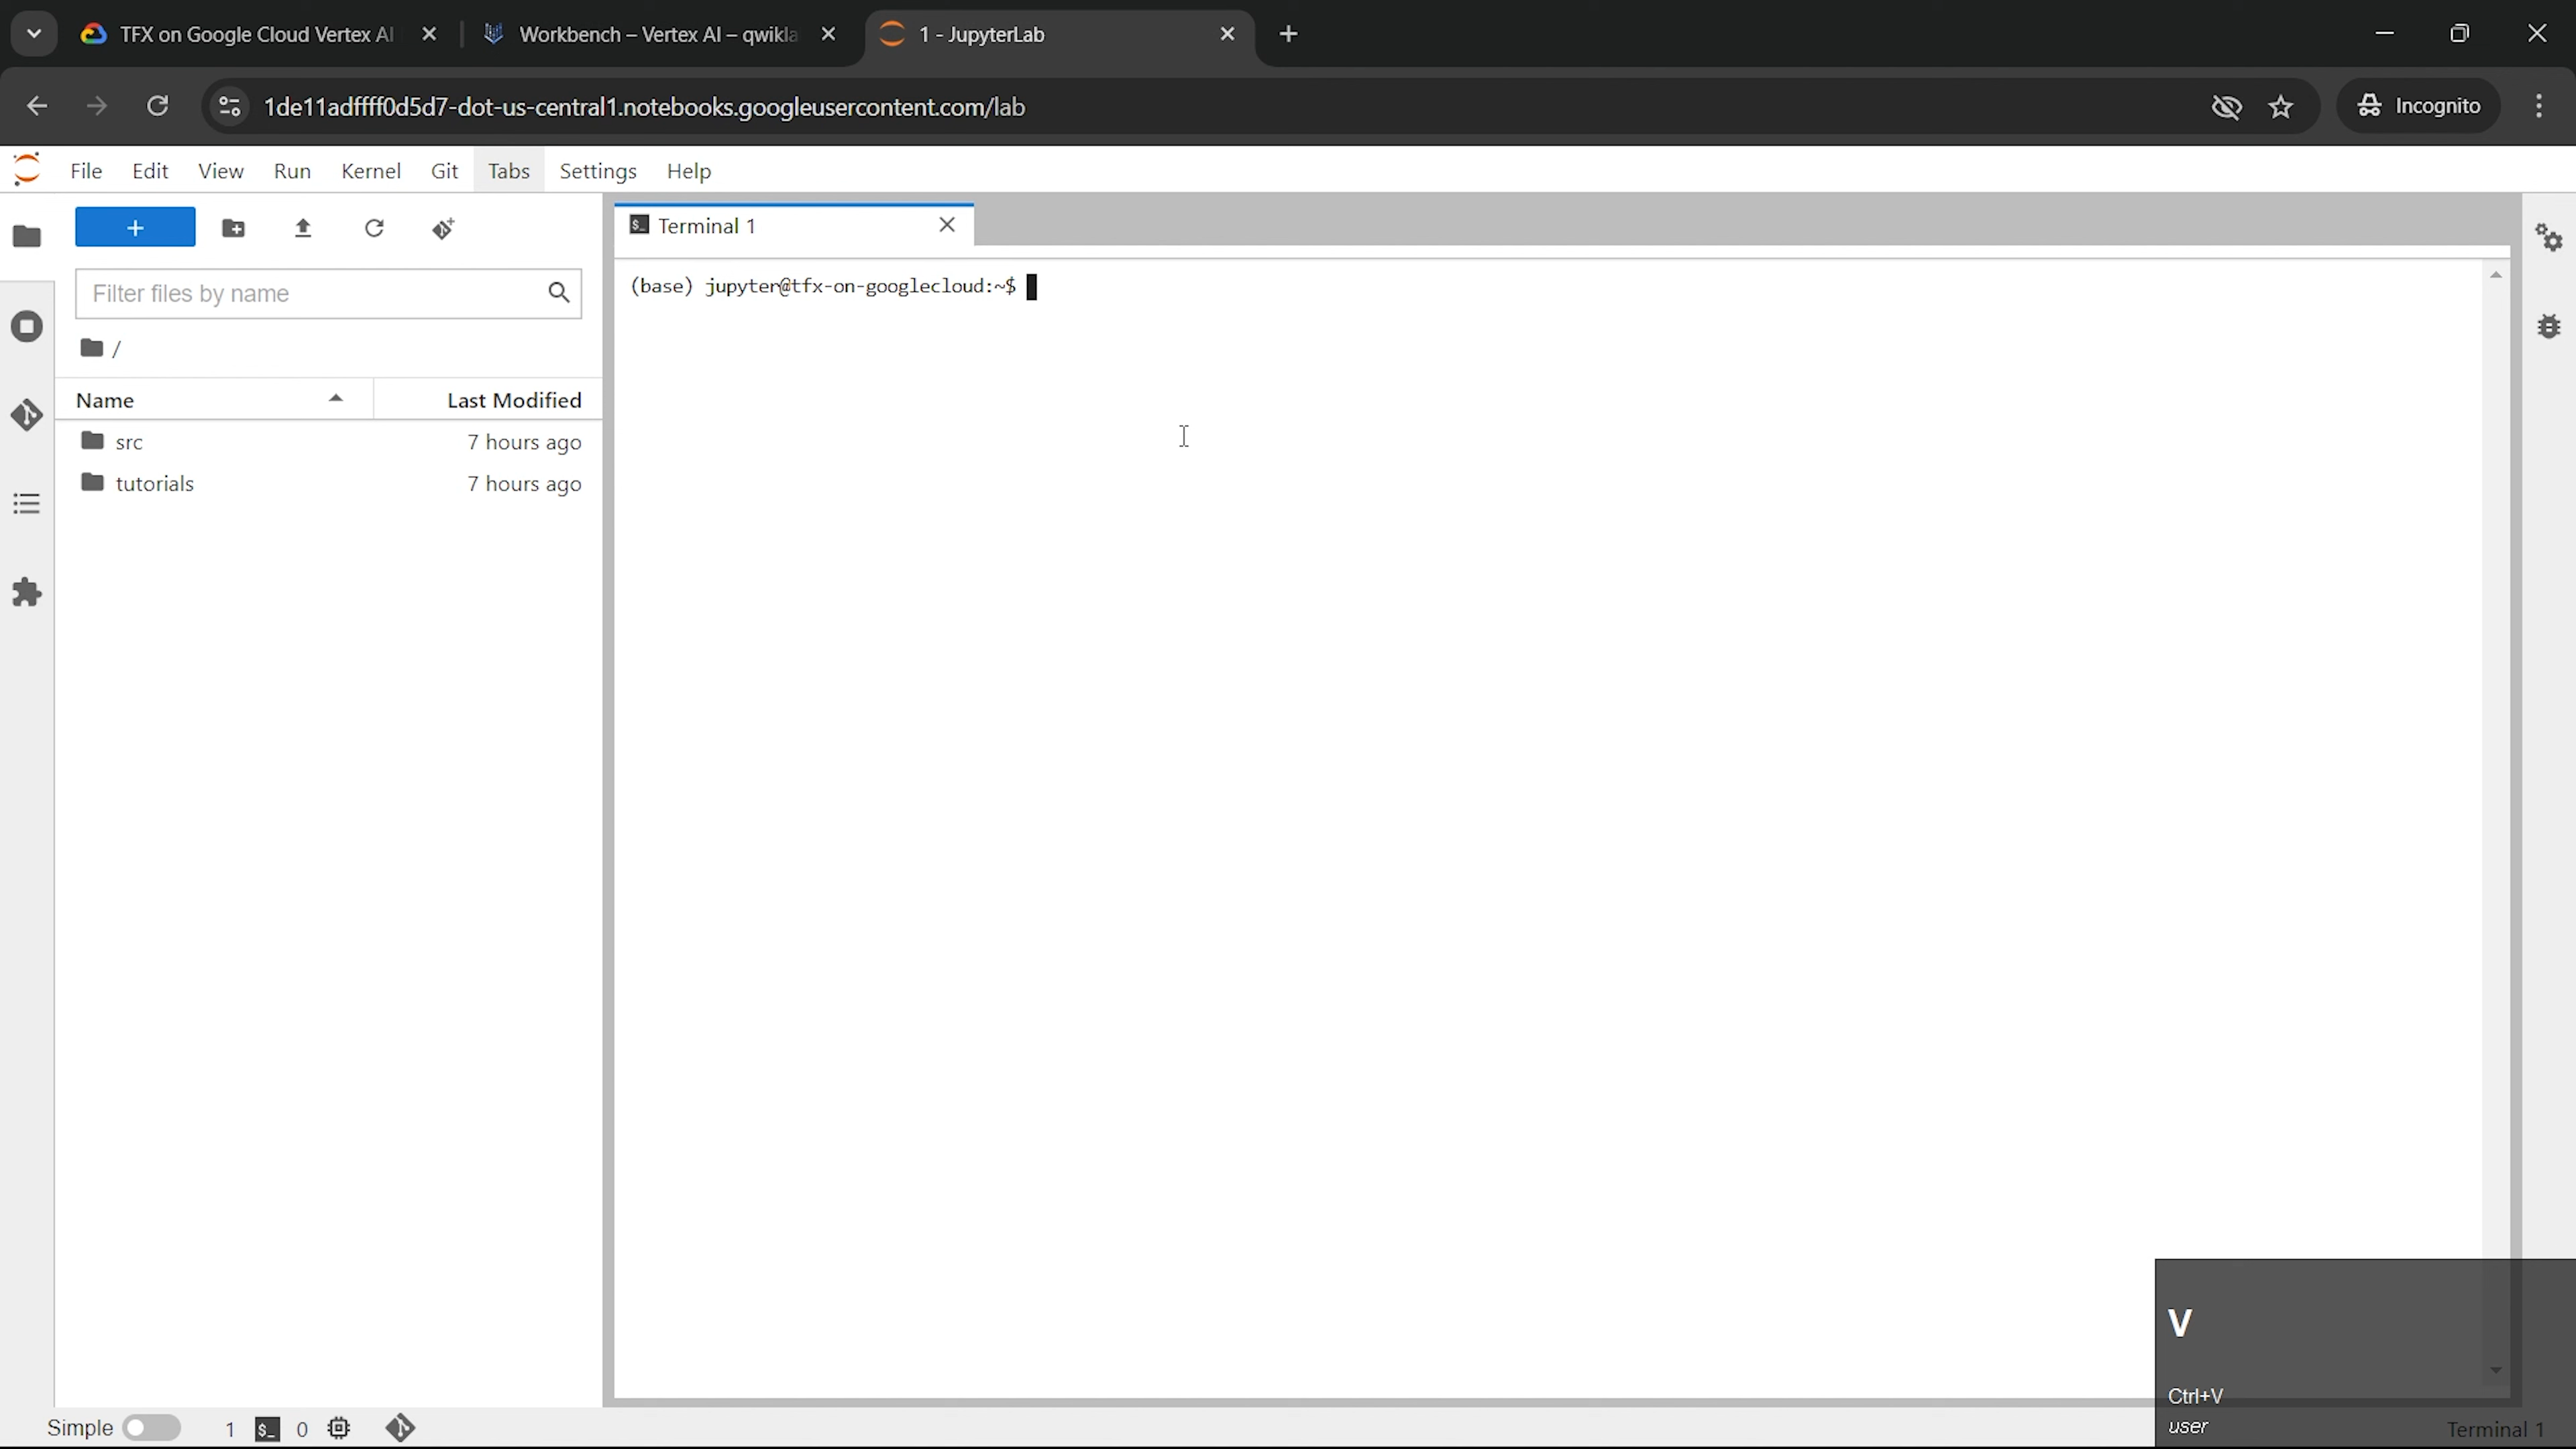 TFX on Google Cloud Vertex AI
Workbench – Vertex AI – qwikla
1 - JupyterLab
1de11adffff0d5d7-dot-us-central1.notebooks.googleusercontent.com/lab
Incognito
File Edit View Run Kernel Git Tabs Settings Help
+
Terminal 1
Filter files by name
/
Name Last Modified
src 7 hours ago
tutorials 7 hours ago
(base) jupyter@tfx-on-googlecloud:~$
V
Ctrl+V
user
Simple 1 $_ 0
Terminal 1